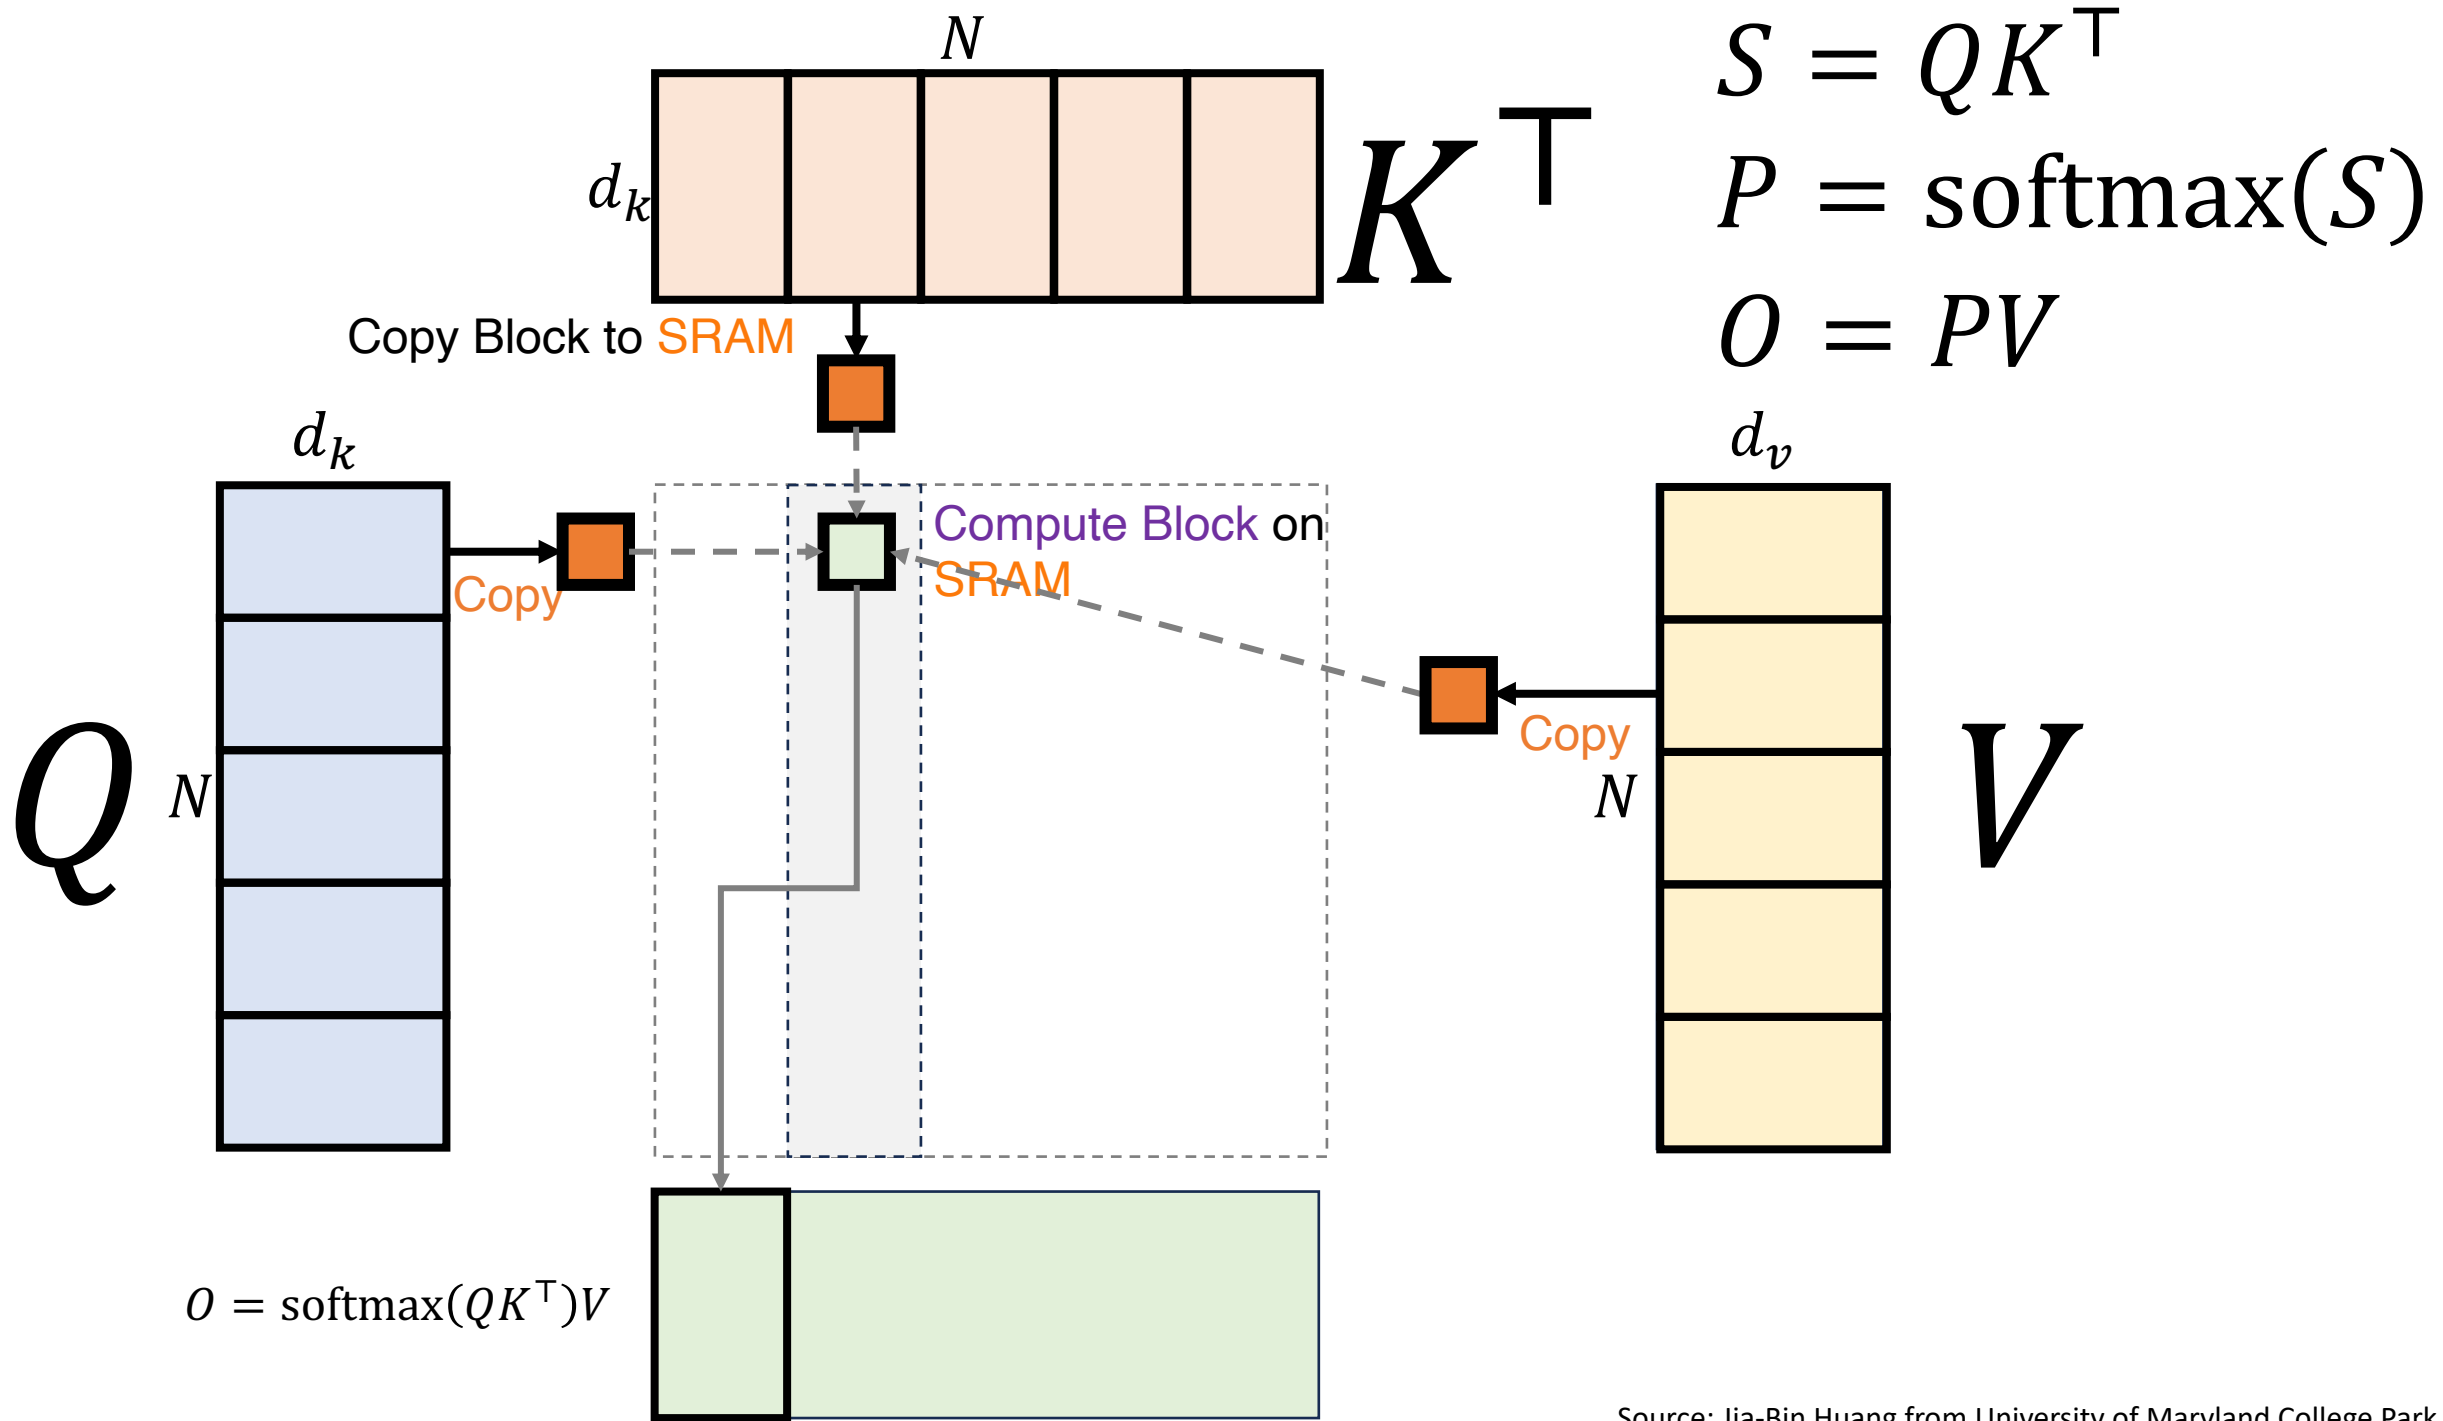 N
S = QK⊤
d_k
K⊤
P = softmax(S)
Copy Block to SRAM
O = PV
d_k
d_v
Compute Block on
SRAM
Copy
Copy
Q
N
N
V
O = softmax(QK⊤)V
Source: Jia-Bin Huang from University of Maryland College Park